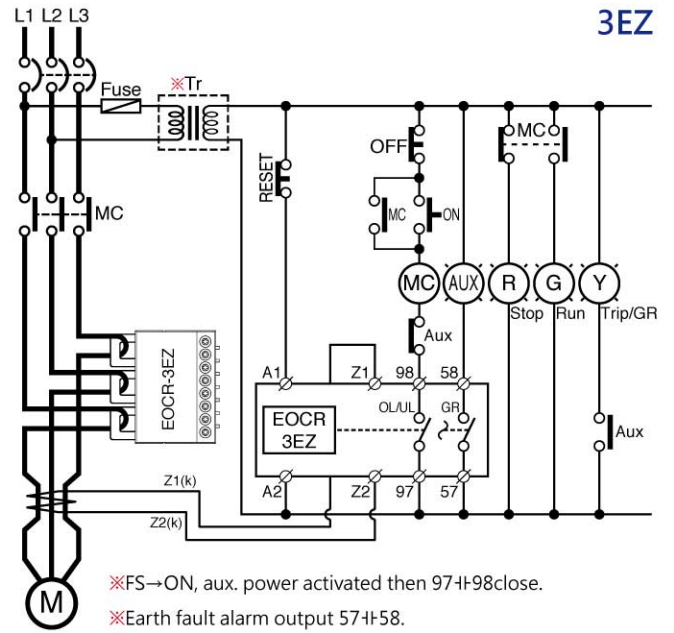 L1 L2 L3
3EZ
Fuse
※Tr
RESET
OFF
MC
MC
ON
MC
MC
AUX
R
G
Y
Stop
Run
Trip/GR
Aux
EOCR-3EZ
A1
Z1
98
58
OL/UL
GR
EOCR
3EZ
Aux
A2
Z2
97
57
Z1(k)
Z2(k)
M
※FS→ON, aux. power activated then 97⊣⊢98close.
※Earth fault alarm output 57⊣⊢58.